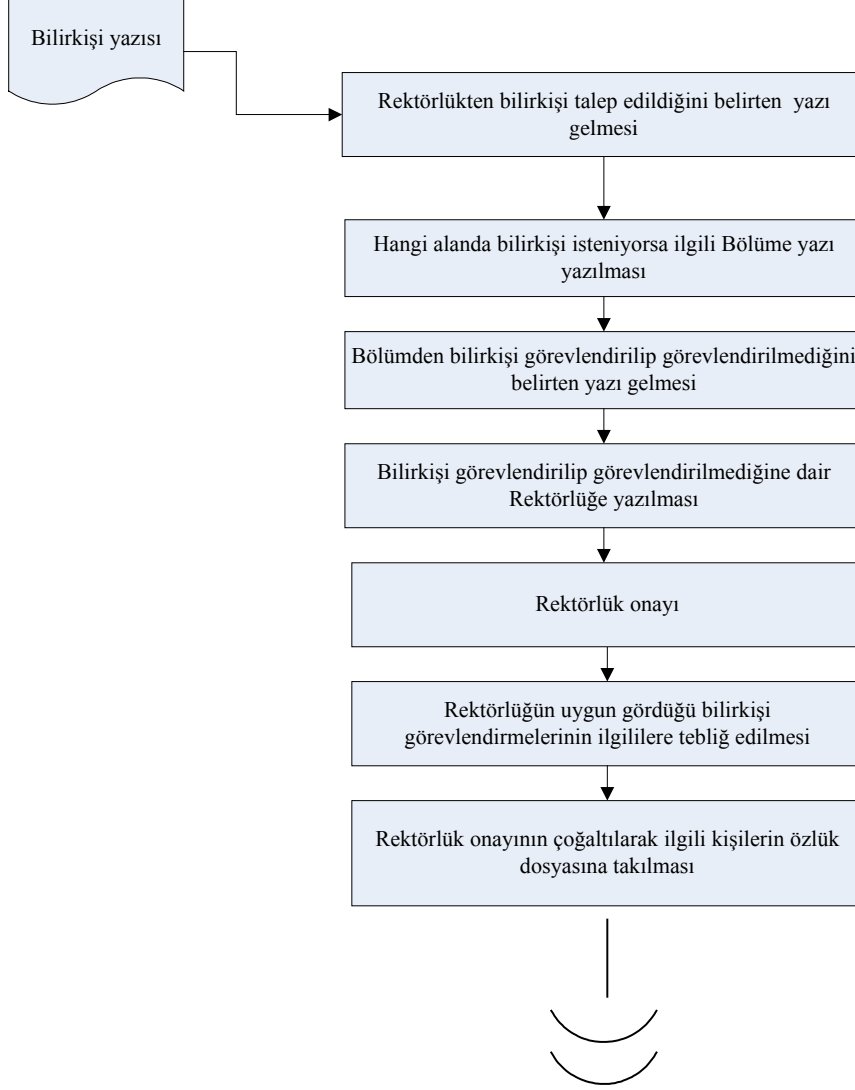 Bilirkişi yazısı
Rektörlükten bilirkişi talep edildiğini belirten yazı
gelmesi
Hangi alanda bilirkişi isteniyorsa ilgili Bölüme yazı
yazılması
Bölümden bilirkişi görevlendirilip görevlendirilmediğini
belirten yazı gelmesi
Bilirkişi görevlendirilip görevlendirilmediğine dair
Rektörlüğe yazılması
Rektörlük onayı
Rektörlüğün uygun gördüğü bilirkişi
görevlendirmelerinin ilgililere tebliğ edilmesi
Rektörlük onayının çoğaltılarak ilgili kişilerin özlük
dosyasına takılması